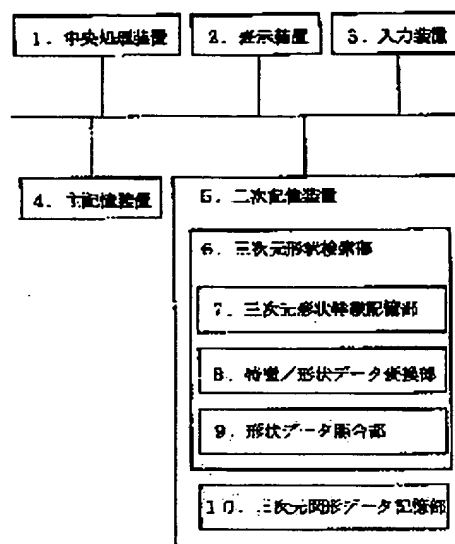 1. 中央処理装置
2. 表示装置
3. 入力装置
4. 主記憶装置
5. 二次記憶装置
6. 三次元形状検索部
7. 三次元形状特徴記憶部
8. 特徴／形状データ変換部
9. 形状データ照合部
10. 三次元図形データ記憶部